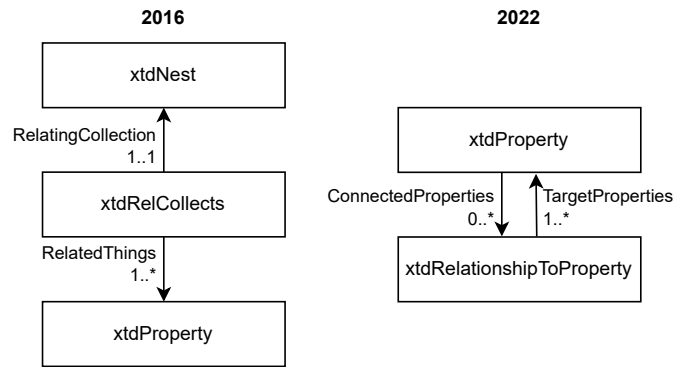 2016
xtdNest
RelatingCollection
1..1
xtdRelCollects
RelatedThings
1..*
xtdProperty
2022
xtdProperty
ConnectedProperties
0..*
TargetProperties
1..*
xtdRelationshipToProperty